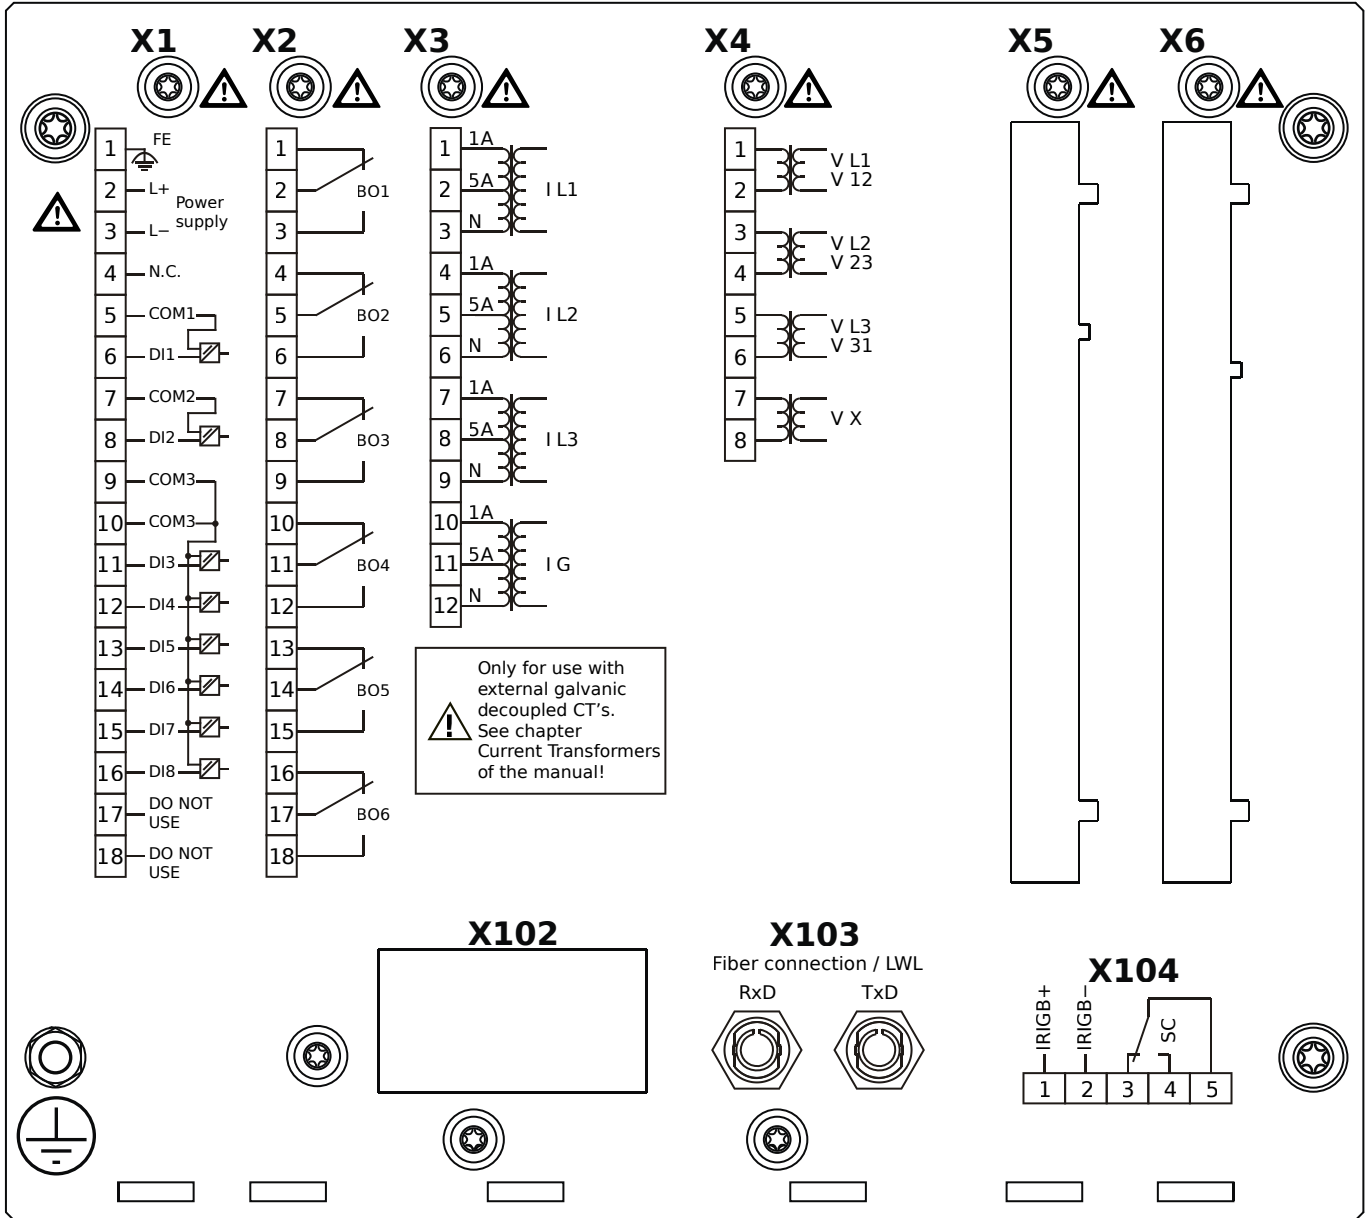 X1
X2
X3
X4
X5
X6
1 FE
2 L+
Power
supply
3 L−
4 N.C.
5 COM1
6 DI1
7 COM2
8 DI2
9 COM3
10 COM3
11 DI3
12 DI4
13 DI5
14 DI6
15 DI7
16 DI8
17 DO NOT
USE
18 DO NOT
USE
1
2 BO1
3
4
5 BO2
6
7
8 BO3
9
10
11 BO4
12
13
14 BO5
15
16
17 BO6
18
1 1A
2 5A I L1
3 N
4 1A
5 5A I L2
6 N
7 1A
8 5A I L3
9 N
10 1A
11 5A I G
12 N
Only for use with
external galvanic
decoupled CT's.
See chapter
Current Transformers
of the manual!
1 V L1
2 V 12
3 V L2
4 V 23
5 V L3
6 V 31
7
V X
8
X102
X103
Fiber connection / LWL
RxD TxD
X104
IRIGB+
IRIGB−
SC
1 2 3 4 5